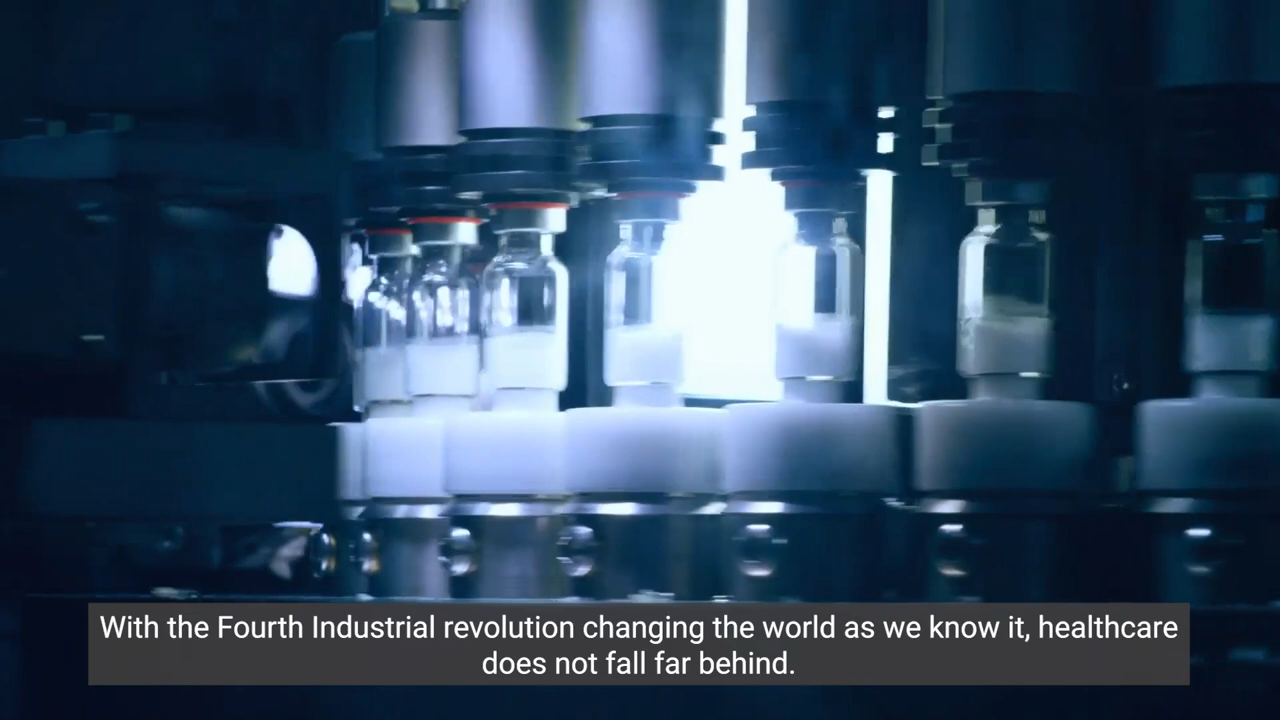 With the Fourth Industrial revolution changing the world as we know it, healthcare
does not fall far behind.